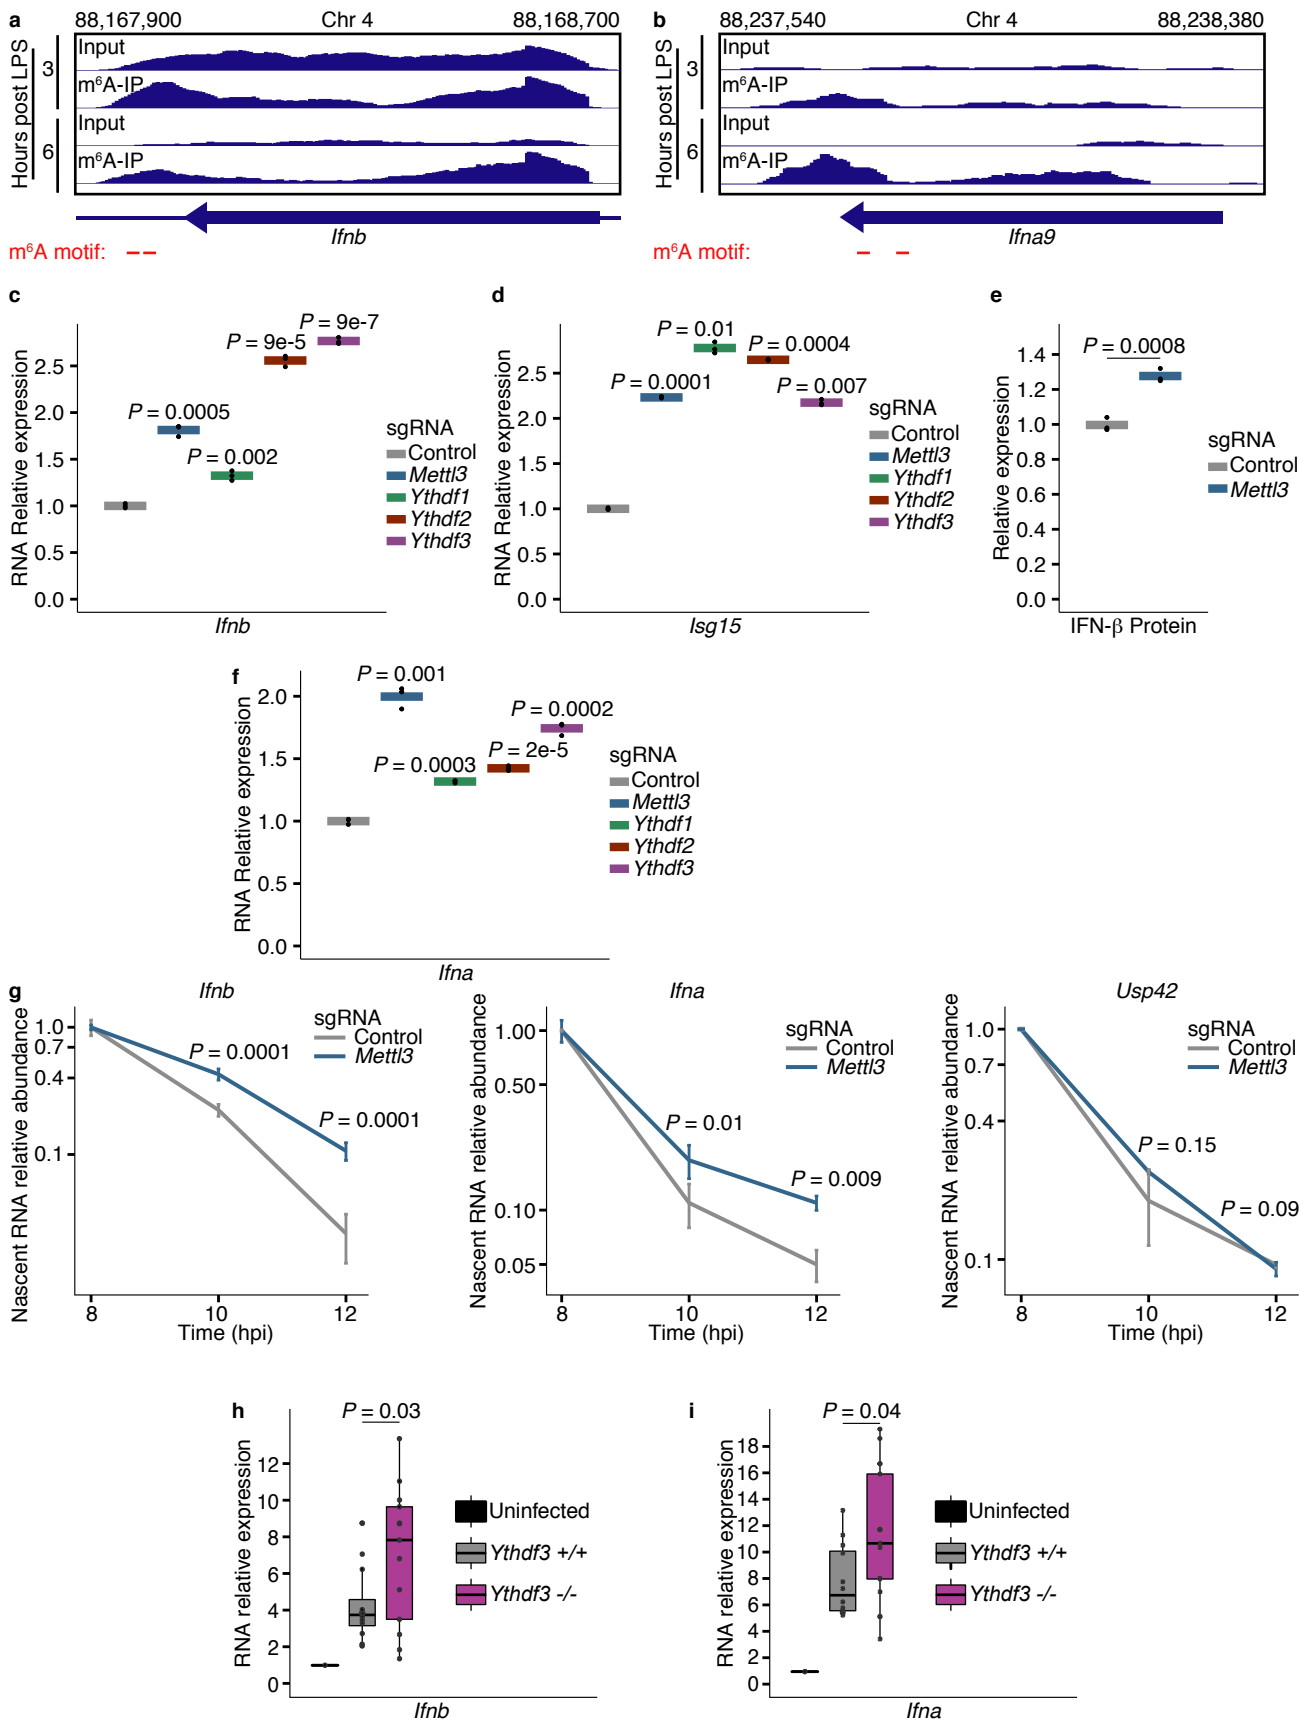 a
88,167,900 Chr 4 88,168,700
Hours post LPS
3
6
Input
m⁶A-IP
Input
m⁶A-IP
Ifnb
m⁶A motif:
b
88,237,540 Chr 4 88,238,380
Hours post LPS
3
6
Input
m⁶A-IP
Input
m⁶A-IP
Ifna9
m⁶A motif:
c
RNA Relative expression
2.5
2.0
1.5
1.0
0.5
0.0
P = 0.0005
P = 0.002
P = 9e-5
P = 9e-7
Ifnb
sgRNA
Control
Mettl3
Ythdf1
Ythdf2
Ythdf3
d
RNA Relative expression
2.5
2.0
1.5
1.0
0.5
0.0
P = 0.0001
P = 0.01
P = 0.0004
P = 0.007
Isg15
sgRNA
Control
Mettl3
Ythdf1
Ythdf2
Ythdf3
e
Relative expression
1.4
1.2
1.0
0.8
0.6
0.4
0.2
0.0
P = 0.0008
IFN-β Protein
sgRNA
Control
Mettl3
f
RNA Relative expression
2.0
1.5
1.0
0.5
0.0
P = 0.001
P = 0.0003
P = 2e-5
P = 0.0002
Ifna
sgRNA
Control
Mettl3
Ythdf1
Ythdf2
Ythdf3
g
Ifnb
Nascent RNA relative abundance
1.0
0.7
0.4
0.1
sgRNA
Control
Mettl3
P = 0.0001
P = 0.0001
8 10 12
Time (hpi)
Ifna
Nascent RNA relative abundance
1.00
0.50
0.10
0.05
sgRNA
Control
Mettl3
P = 0.01
P = 0.009
8 10 12
Time (hpi)
Usp42
Nascent RNA relative abundance
1.0
0.7
0.4
0.1
sgRNA
Control
Mettl3
P = 0.15
P = 0.09
8 10 12
Time (hpi)
h
RNA relative expression
12
10
8
6
4
2
0
P = 0.03
Ifnb
Uninfected
Ythdf3 +/+
Ythdf3 -/-
i
RNA relative expression
18
16
14
12
10
8
6
4
2
0
P = 0.04
Ifna
Uninfected
Ythdf3 +/+
Ythdf3 -/-